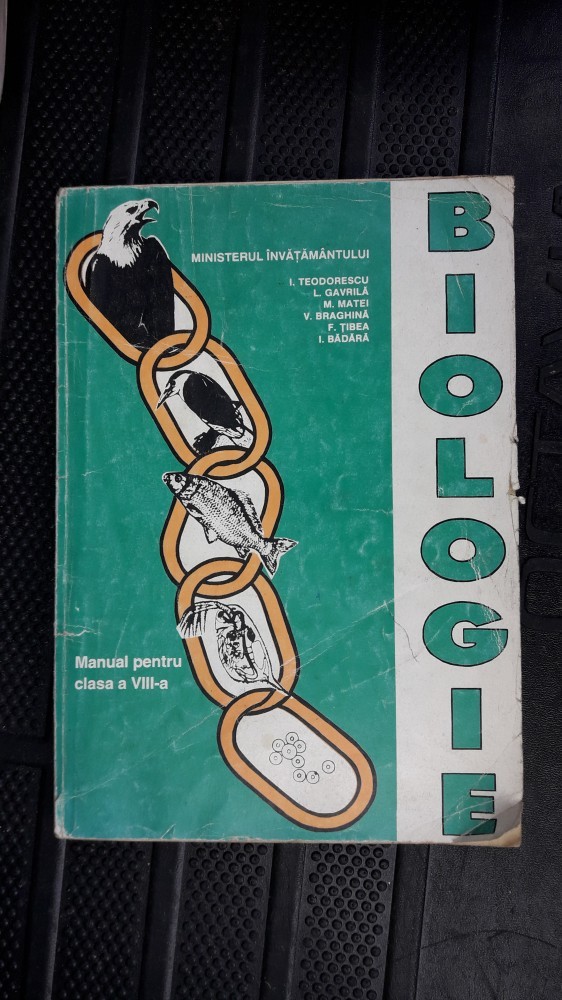 MINISTERUL ÎNVĂȚĂMÂNTULUI
I. TEODORESCU
L. GAVRILĂ
M. MATEI
V. BRAGHINĂ
F. ȚIBEA
I. BĂDĂRĂ
BIOLOGIE
Manual pentru
clasa a VIII-a